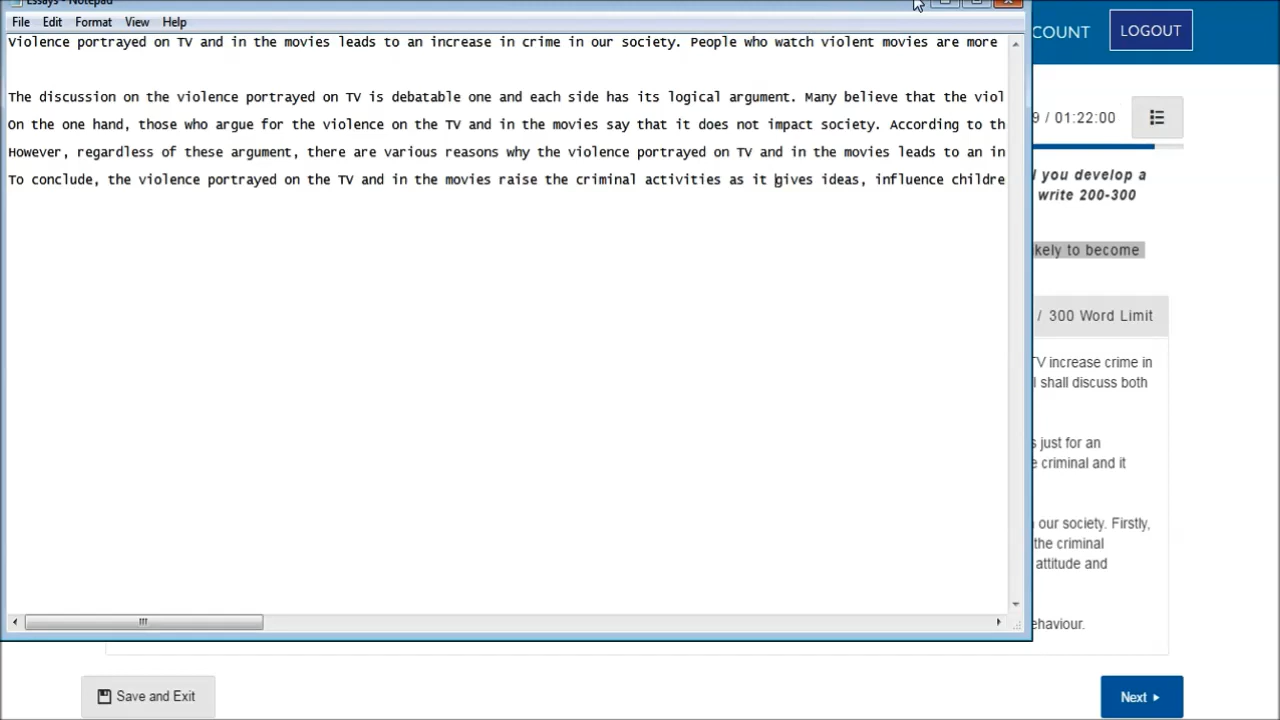 Essays - Notepad
File Edit Format View Help
Violence portrayed on TV and in the movies leads to an increase in crime in our society. People who watch violent movies are more
The discussion on the violence portrayed on TV is debatable one and each side has its logical argument. Many believe that the viol
On the one hand, those who argue for the violence on the TV and in the movies say that it does not impact society. According to th
However, regardless of these argument, there are various reasons why the violence portrayed on TV and in the movies leads to an in
To conclude, the violence portrayed on the TV and in the movies raise the criminal activities as it gives ideas, influence childre
COUNT LOGOUT
9 / 01:22:00
you develop a
write 200-300
kely to become
/ 300 Word Limit
TV increase crime in
I shall discuss both
s just for an
criminal and it
our society. Firstly,
the criminal
attitude and
ehaviour.
Save and Exit
Next